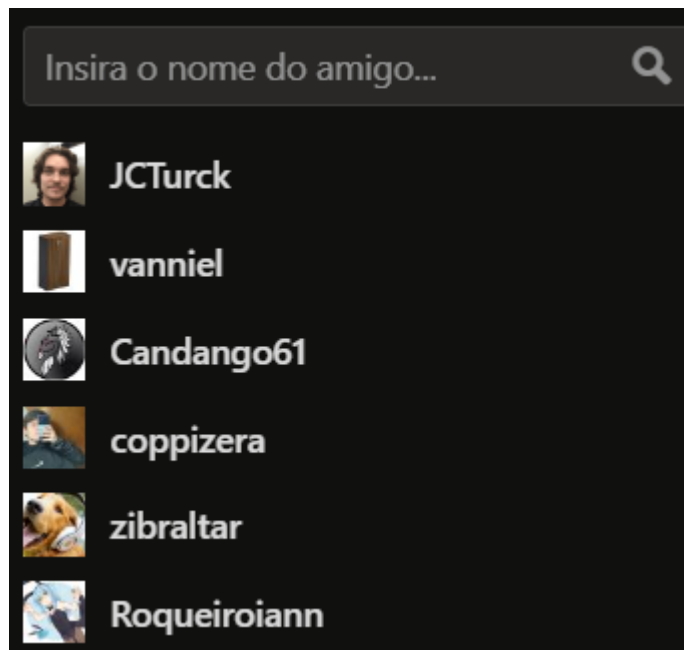 Insira o nome do amigo...
JCTurck
vanniel
Candango61
coppizera
zibraltar
Roqueiroiann